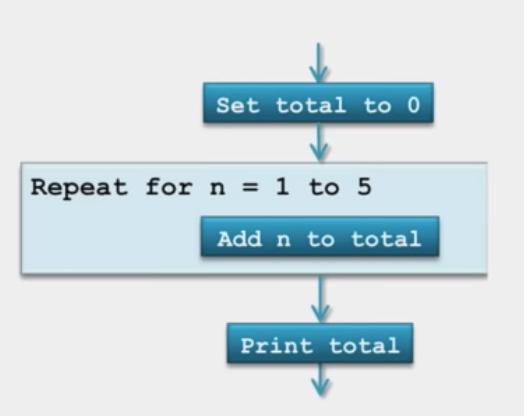 Set total to 0
Repeat for n = 1 to 5
Add n to total
Print total